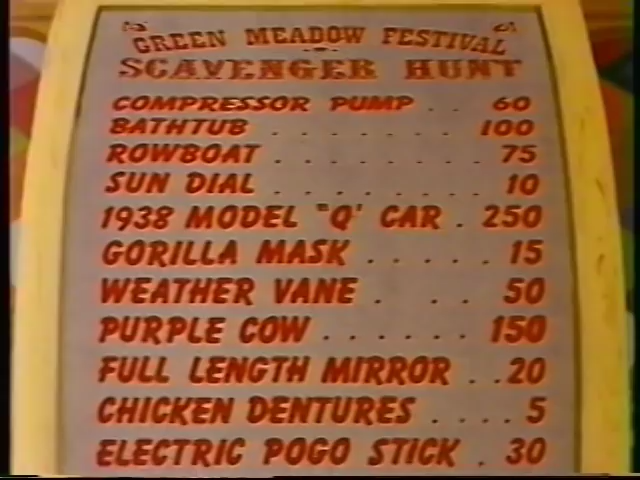 GREEN MEADOW FESTIVAL
SCAVENGER HUNT
COMPRESSOR PUMP . . 60
BATHTUB . . . . . . . 100
ROWBOAT . . . . . . . . 75
SUN DIAL . . . . . . . . 10
1938 MODEL "Q' CAR . 250
GORILLA MASK . . . . . 15
WEATHER VANE . . . 50
PURPLE COW . . . . . . 150
FULL LENGTH MIRROR . . 20
CHICKEN DENTURES . . . . 5
ELECTRIC POGO STICK . 30